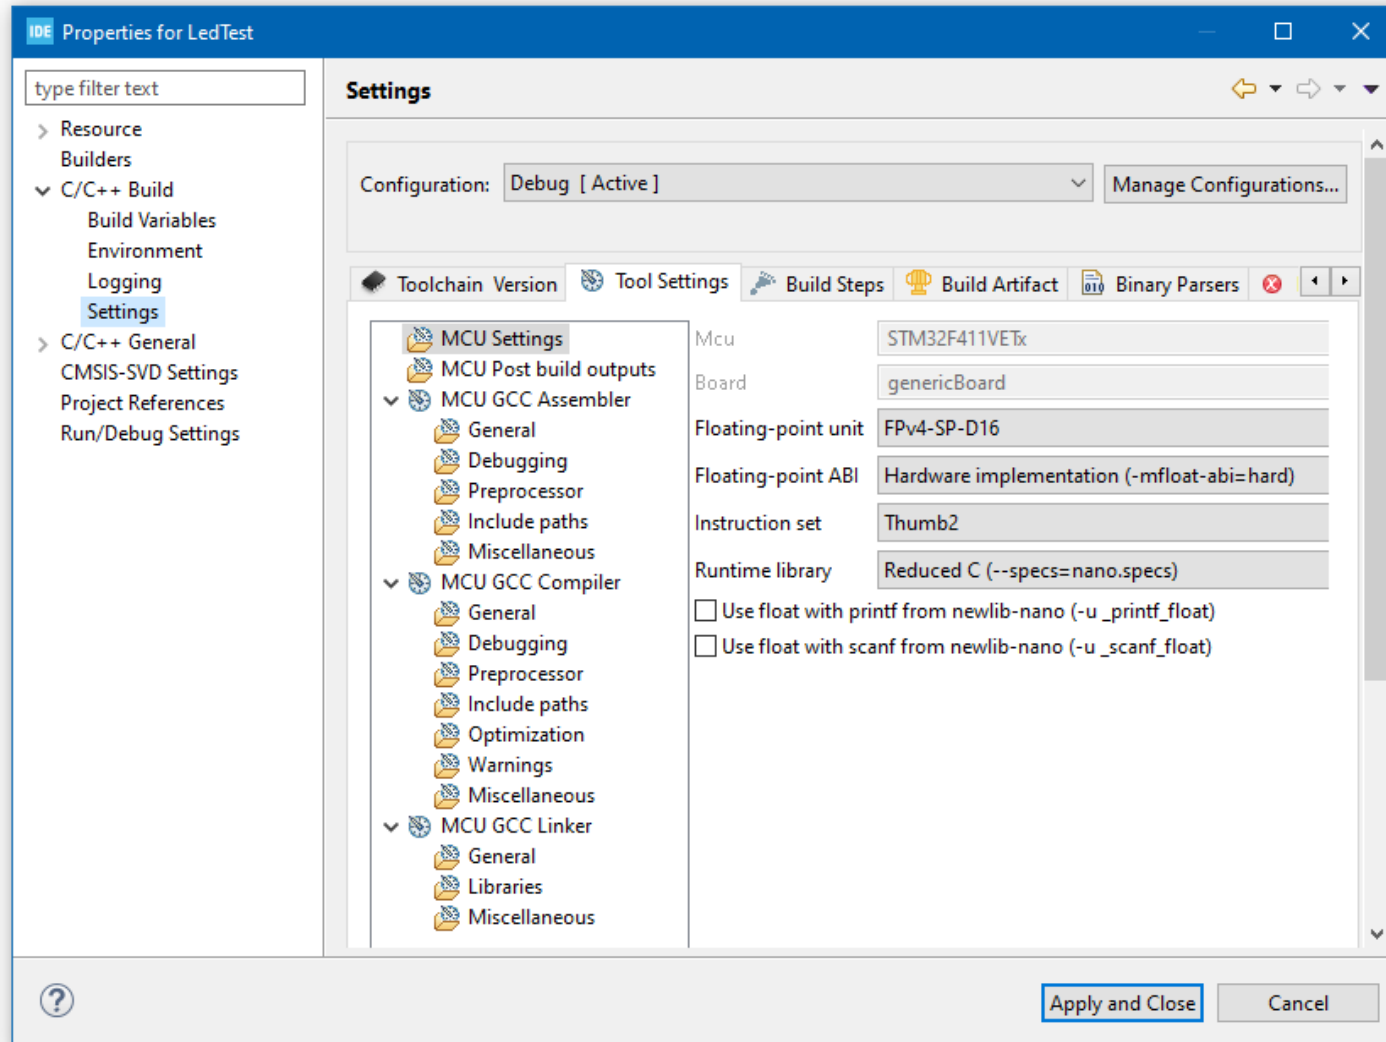 IDE Properties for LedTest
type filter text
Resource
Builders
C/C++ Build
Build Variables
Environment
Logging
Settings
C/C++ General
CMSIS-SVD Settings
Project References
Run/Debug Settings
Settings
Configuration: Debug [ Active ] Manage Configurations...
Toolchain Version Tool Settings Build Steps Build Artifact Binary Parsers
MCU Settings
MCU Post build outputs
MCU GCC Assembler
General
Debugging
Preprocessor
Include paths
Miscellaneous
MCU GCC Compiler
General
Debugging
Preprocessor
Include paths
Optimization
Warnings
Miscellaneous
MCU GCC Linker
General
Libraries
Miscellaneous
Mcu STM32F411VETx
Board genericBoard
Floating-point unit FPv4-SP-D16
Floating-point ABI Hardware implementation (-mfloat-abi=hard)
Instruction set Thumb2
Runtime library Reduced C (--specs=nano.specs)
Use float with printf from newlib-nano (-u _printf_float)
Use float with scanf from newlib-nano (-u _scanf_float)
? Apply and Close Cancel